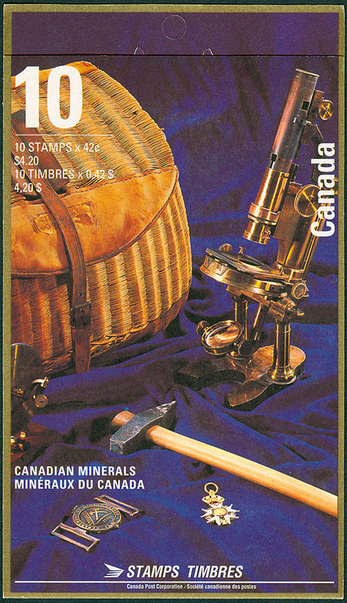 10
10 STAMPS x 42¢
$4.20
10 TIMBRES x 0,42 $
4,20 $
Canada
CANADIAN MINERALS
MINÉRAUX DU CANADA
STAMPS TIMBRES
Canada Post Corporation / Société canadienne des postes